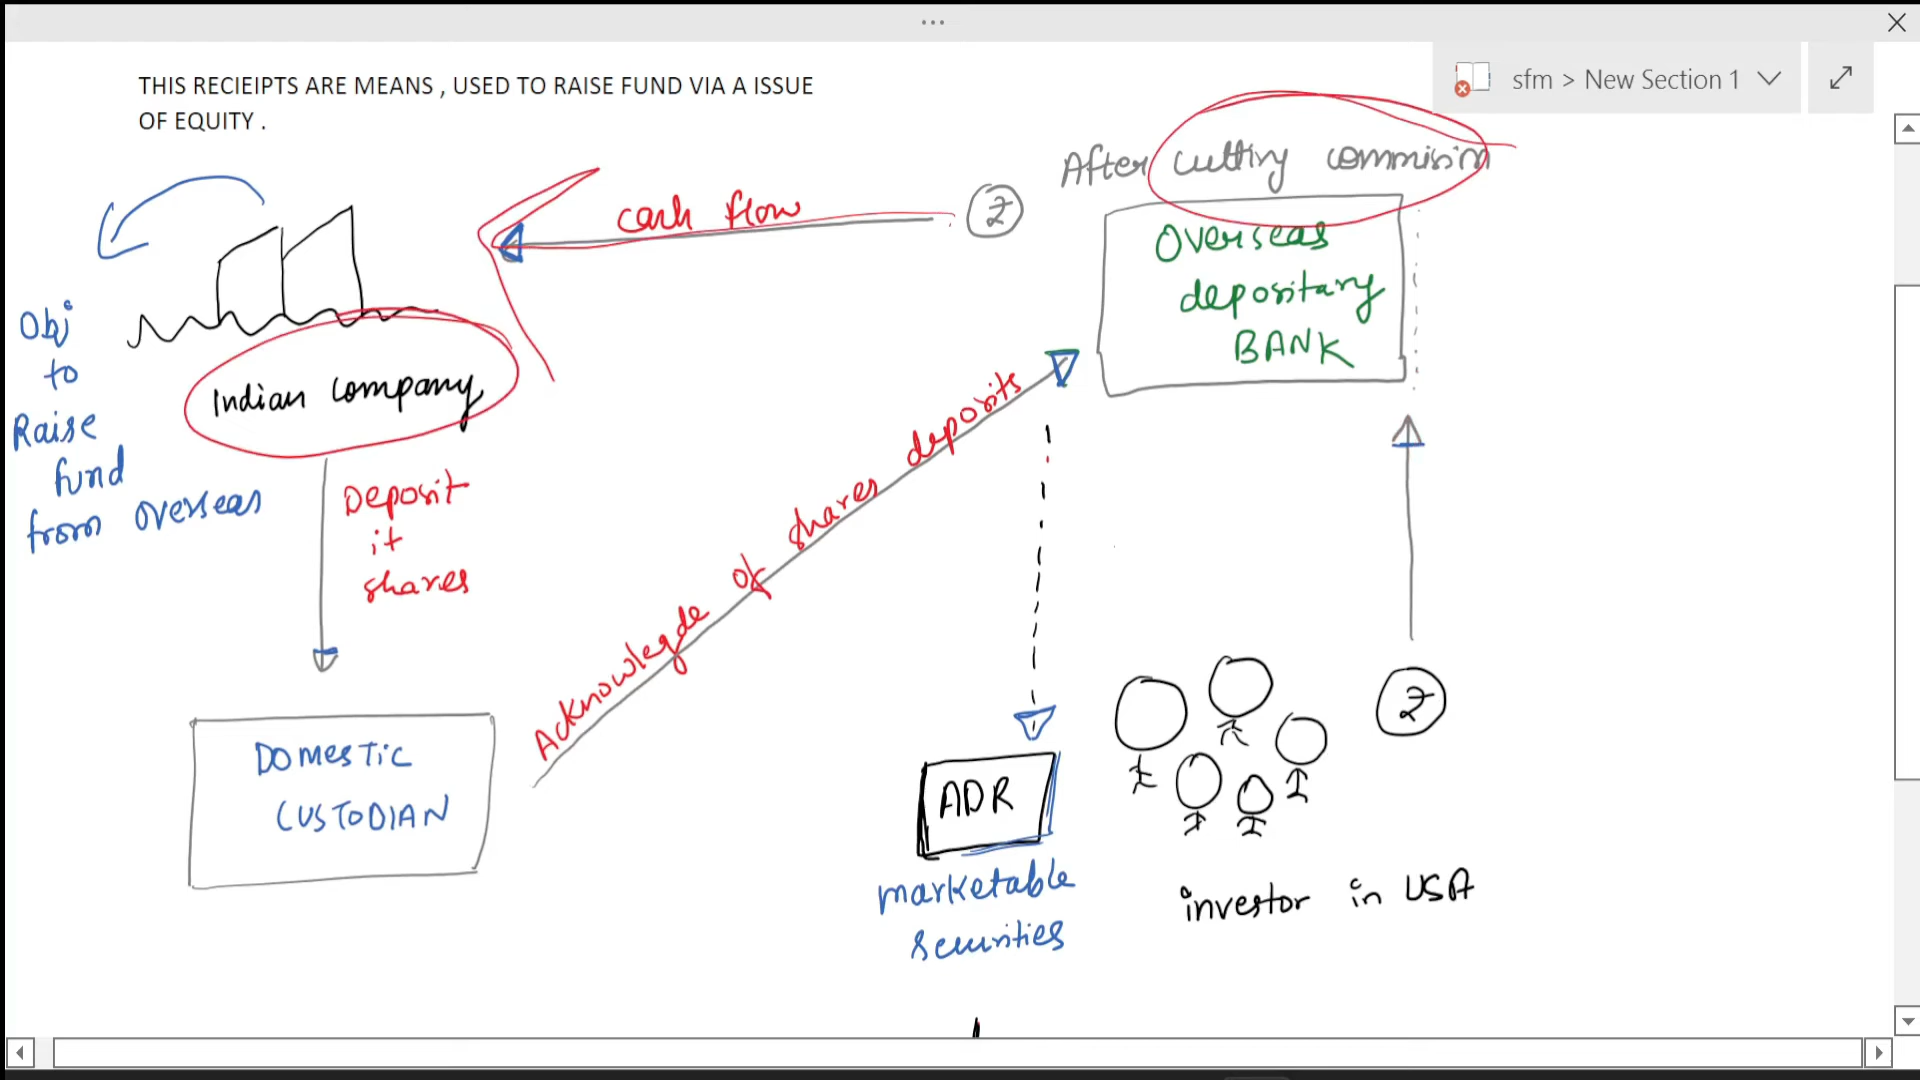 sfm > New Section 1
THIS RECIEIPTS ARE MEANS , USED TO RAISE FUND VIA A ISSUE
OF EQUITY .
After cutting commision
cash flow
₹
Overseas
depositary
BANK
Indian company
Obj
to
Raise
fund
from overseas
Deposit
it
shares
Acknowlegde of shares deposits
DOMESTIC
CUSTODIAN
ADR
marketable
securities
₹
investor in USA